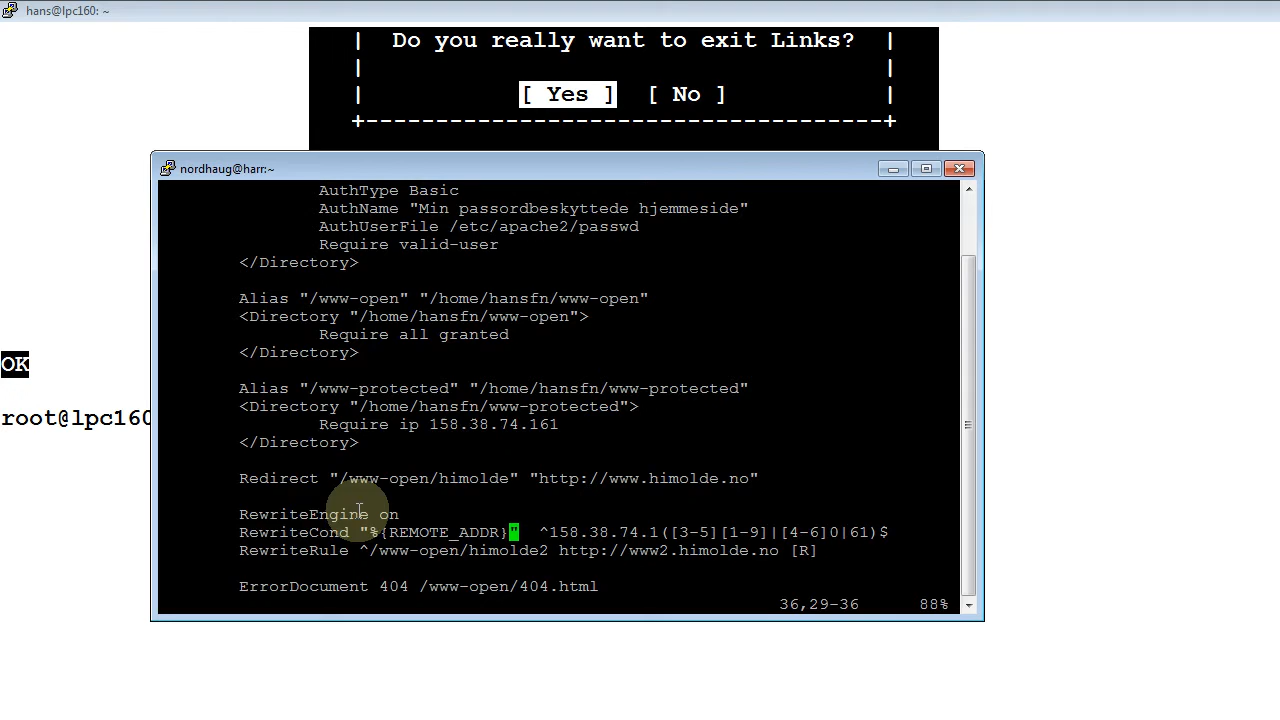 hans@lpc160: ~
| Do you really want to exit Links? |
| |
| [ Yes ] [ No ] |
+-------------------------------------+
nordhaug@harr:~
AuthType Basic
AuthName "Min passordbeskyttede hjemmeside"
AuthUserFile /etc/apache2/passwd
Require valid-user
</Directory>
Alias "/www-open" "/home/hansfn/www-open"
<Directory "/home/hansfn/www-open">
Require all granted
</Directory>
Alias "/www-protected" "/home/hansfn/www-protected"
<Directory "/home/hansfn/www-protected">
Require ip 158.38.74.161
</Directory>
Redirect "/www-open/himolde" "http://www.himolde.no"
RewriteEngine on
RewriteCond "%{REMOTE_ADDR}" ^158.38.74.1([3-5][1-9]|[4-6]0|61)$
RewriteRule ^/www-open/himolde2 http://www2.himolde.no [R]
ErrorDocument 404 /www-open/404.html
36,29-36 88%
OK
root@lpc160